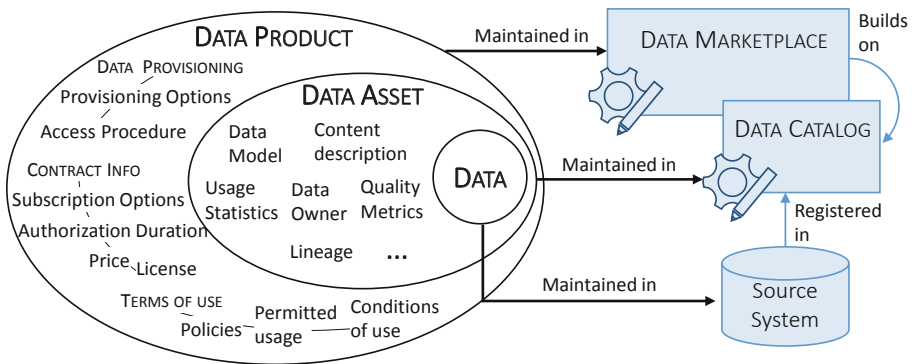 DATA PRODUCT
DATA PROVISIONING
Provisioning Options
Access Procedure
CONTRACT INFO
Subscription Options
Authorization Duration
Price
License
TERMS OF USE
Policies
Permitted
usage
Conditions
of use
DATA ASSET
Data
Model
Content
description
Usage
Statistics
Data
Owner
Quality
Metrics
Lineage
...
DATA
Maintained in
DATA MARKETPLACE
Builds
on
Maintained in
DATA CATALOG
Registered
in
Maintained in
Source
System